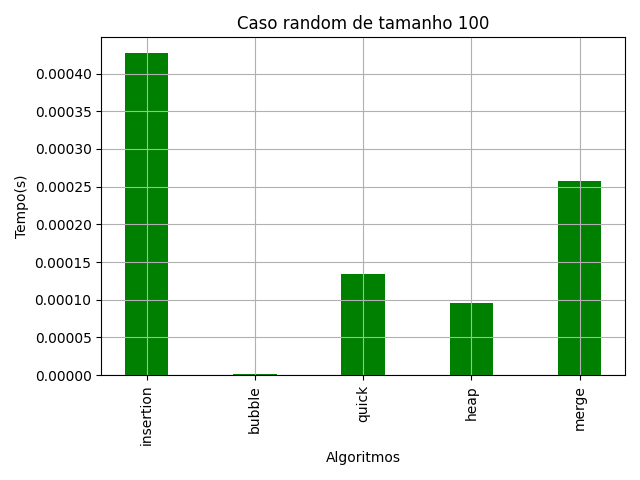 Caso random de tamanho 100
Tempo(s)
0.00040
0.00035
0.00030
0.00025
0.00020
0.00015
0.00010
0.00005
0.00000
insertion
bubble
quick
heap
merge
Algoritmos